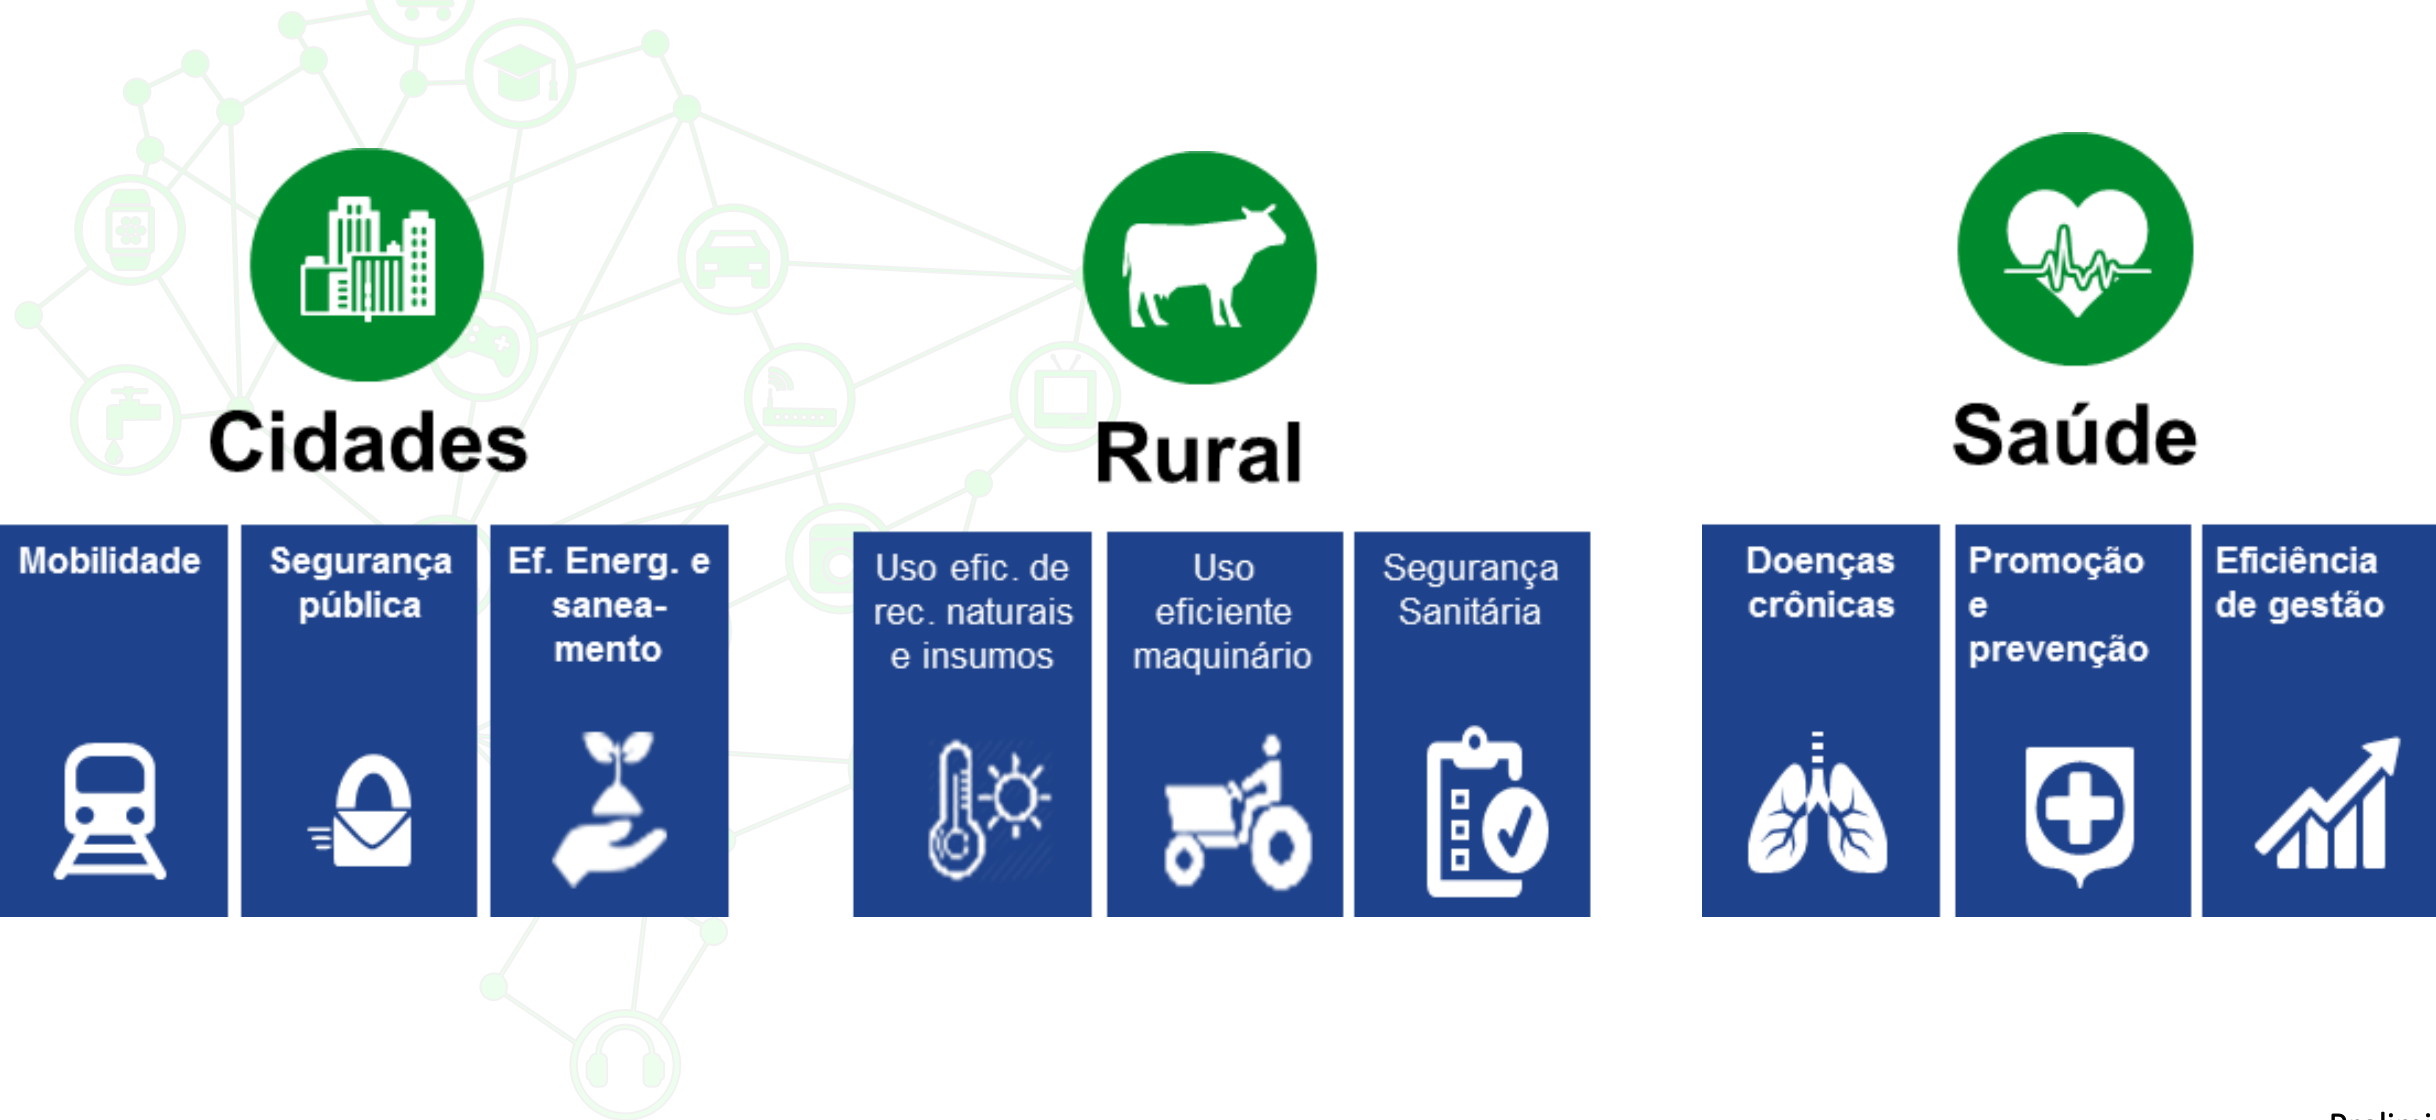 Cidades
Mobilidade
Segurança
pública
Ef. Energ. e
sanea-
mento
Rural
Uso efic. de
rec. naturais
e insumos
Uso
eficiente
maquinário
Segurança
Sanitária
Saúde
Doenças
crônicas
Promoção
e
prevenção
Eficiência
de gestão